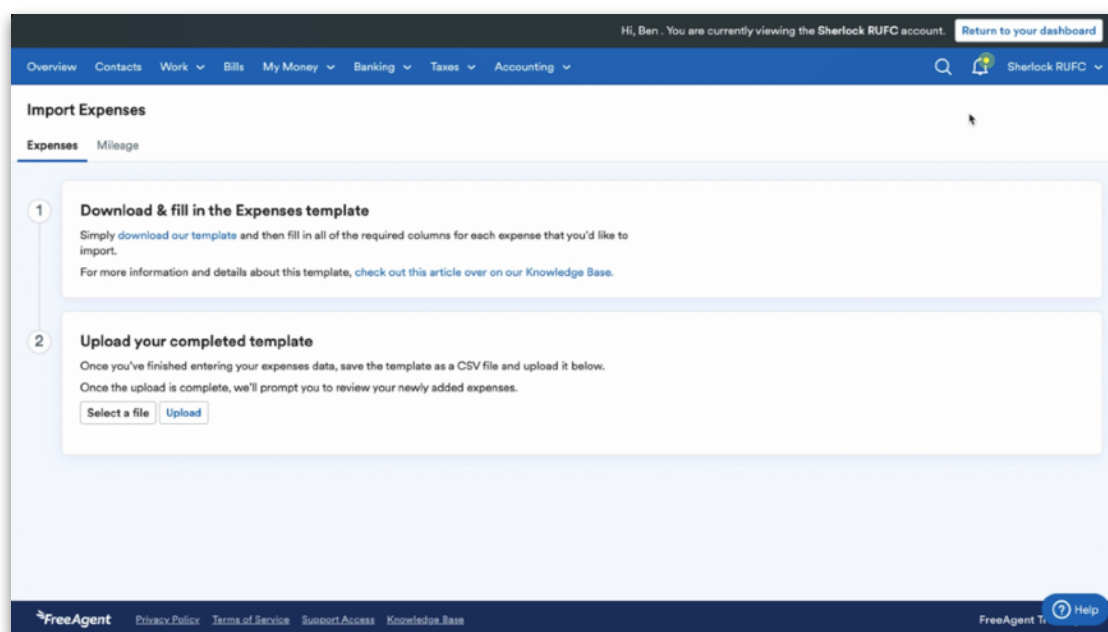 Hi, Ben . You are currently viewing the Sherlock RUFC account. Return to your dashboard
Overview Contacts Work Bills My Money Banking Taxes Accounting Sherlock RUFC
Import Expenses
Expenses Mileage
1 Download & fill in the Expenses template
Simply download our template and then fill in all of the required columns for each expense that you'd like to
import.
For more information and details about this template, check out this article over on our Knowledge Base.
2 Upload your completed template
Once you've finished entering your expenses data, save the template as a CSV file and upload it below.
Once the upload is complete, we'll prompt you to review your newly added expenses.
Select a file Upload
FreeAgent Privacy Policy Terms of Service Support Access Knowledge Base FreeAgent ? Help